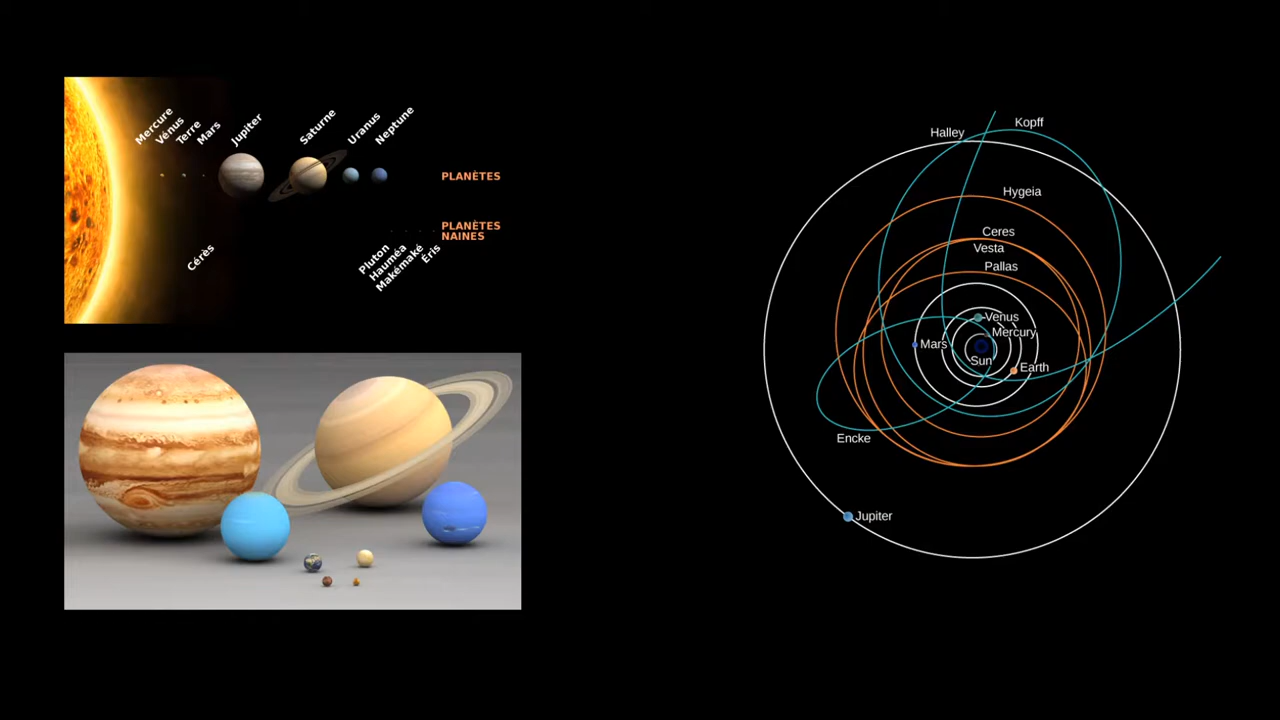 Mercure
Vénus
Terre
Mars
Jupiter
Saturne
Uranus
Neptune
PLANÈTES
PLANÈTES
NAINES
Cérès
Pluton
Hauméa
Makémaké
Éris
Halley
Kopff
Hygeia
Ceres
Vesta
Pallas
Venus
Mercury
Mars
Sun
Earth
Encke
Jupiter